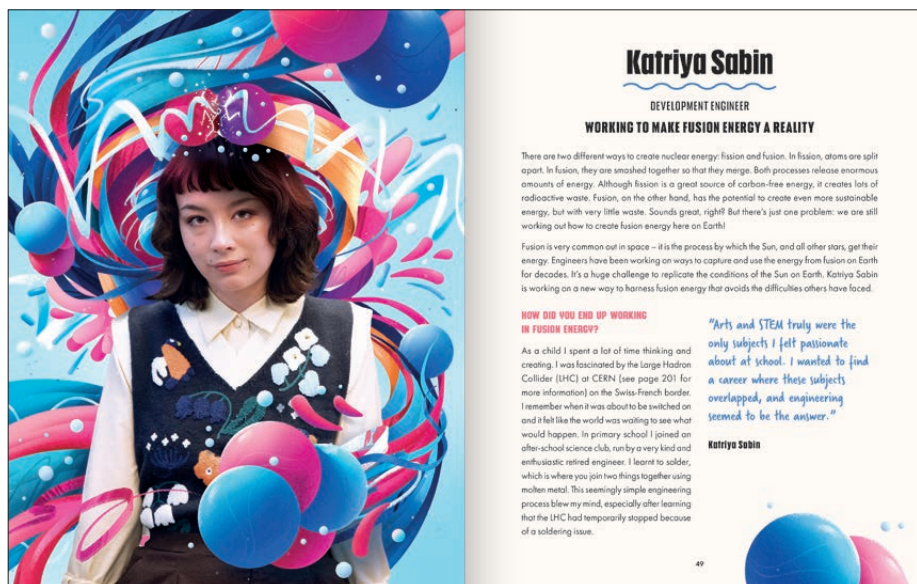 Katriya Sabin
DEVELOPMENT ENGINEER
WORKING TO MAKE FUSION ENERGY A REALITY
There are two different ways to create nuclear energy: fission and fusion. In fission, atoms are split
apart. In fusion, they are smashed together so that they merge. Both processes release enormous
amounts of energy. Although fission is a great source of carbon-free energy, it creates lots of
radioactive waste. Fusion, on the other hand, has the potential to create even more sustainable
energy, but with very little waste. Sounds great, right? But there's just one problem: we are still
working out how to create fusion energy here on Earth!
Fusion is very common out in space – it is the process by which the Sun, and all other stars, get their
energy. Engineers have been working on ways to capture and use the energy from fusion on Earth
for decades. It's a huge challenge to replicate the conditions of the Sun on Earth. Katriya Sabin
is working on a new way to harness fusion energy that avoids the difficulties others have faced.
HOW DID YOU END UP WORKING
IN FUSION ENERGY?
As a child I spent a lot of time thinking and
creating. I was fascinated by the Large Hadron
Collider (LHC) at CERN (see page 201 for
more information) on the Swiss-French border.
I remember when it was about to be switched on
and it felt like the world was waiting to see what
would happen. In primary school I joined an
after-school science club, run by a very kind and
enthusiastic retired engineer. I learnt to solder,
which is where you join two things together using
molten metal. This seemingly simple engineering
process blew my mind, especially after learning
that the LHC had temporarily stopped because
of a soldering issue.
"Arts and STEM truly were the
only subjects I felt passionate
about at school. I wanted to find
a career where these subjects
overlapped, and engineering
seemed to be the answer."
Katriya Sabin
49